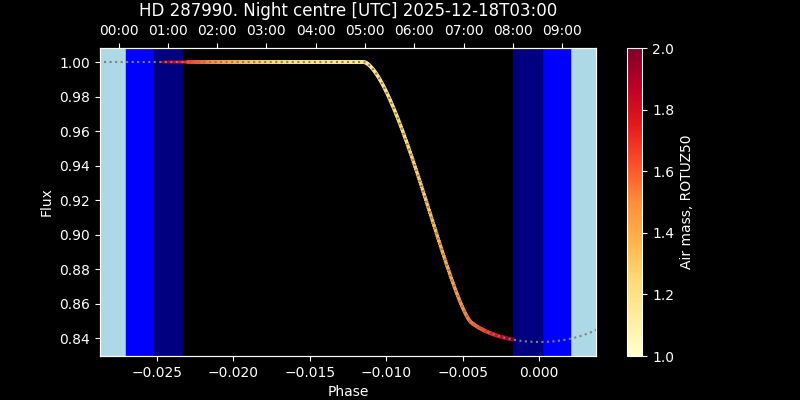 HD 287990. Night centre [UTC] 2025-12-18T03:00
00:00 01:00 02:00 03:00 04:00 05:00 06:00 07:00 08:00 09:00
1.00
0.98
0.96
0.94
0.92
0.90
0.88
0.86
0.84
Flux
−0.025 −0.020 −0.015 −0.010 −0.005 0.000
Phase
2.0
1.8
1.6
1.4
1.2
1.0
Air mass, ROTUZ50